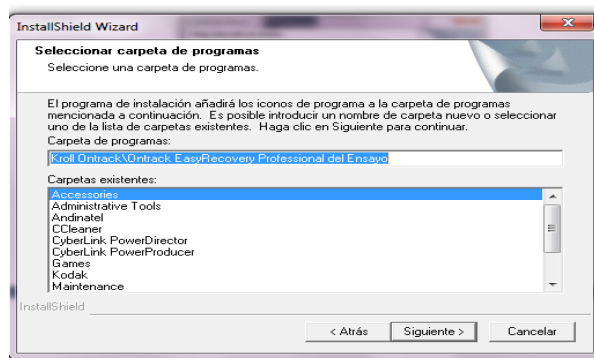 InstallShield Wizard
Seleccionar carpeta de programas
Seleccione una carpeta de programas.
El programa de instalación añadirá los iconos de programa a la carpeta de programas
mencionada a continuación. Es posible introducir un nombre de carpeta nuevo o seleccionar
uno de la lista de carpetas existentes. Haga clic en Siguiente para continuar.
Carpeta de programas:
Kroll Ontrack\Ontrack EasyRecovery Professional del Ensayo
Carpetas existentes:
Accessories
Administrative Tools
Andinatel
CCleaner
CyberLink PowerDirector
CyberLink PowerProducer
Games
Kodak
Maintenance
InstallShield
< Atrás
Siguiente >
Cancelar